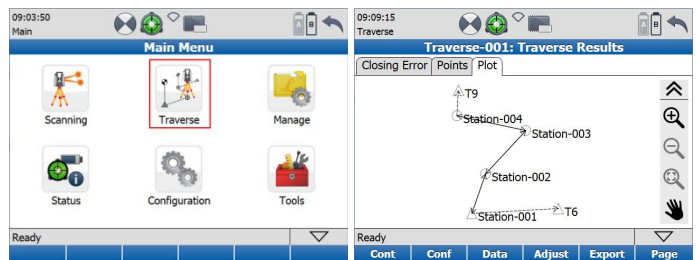 09:03:50
Main
A
B
Main Menu
Scanning
Traverse
Manage
Status
Configuration
Tools
Ready
09:09:15
Traverse
A
B
Traverse-001: Traverse Results
Closing Error Points Plot
T9
Station-004
Station-003
Station-002
Station-001
T6
Ready
Cont Conf Data Adjust Export Page